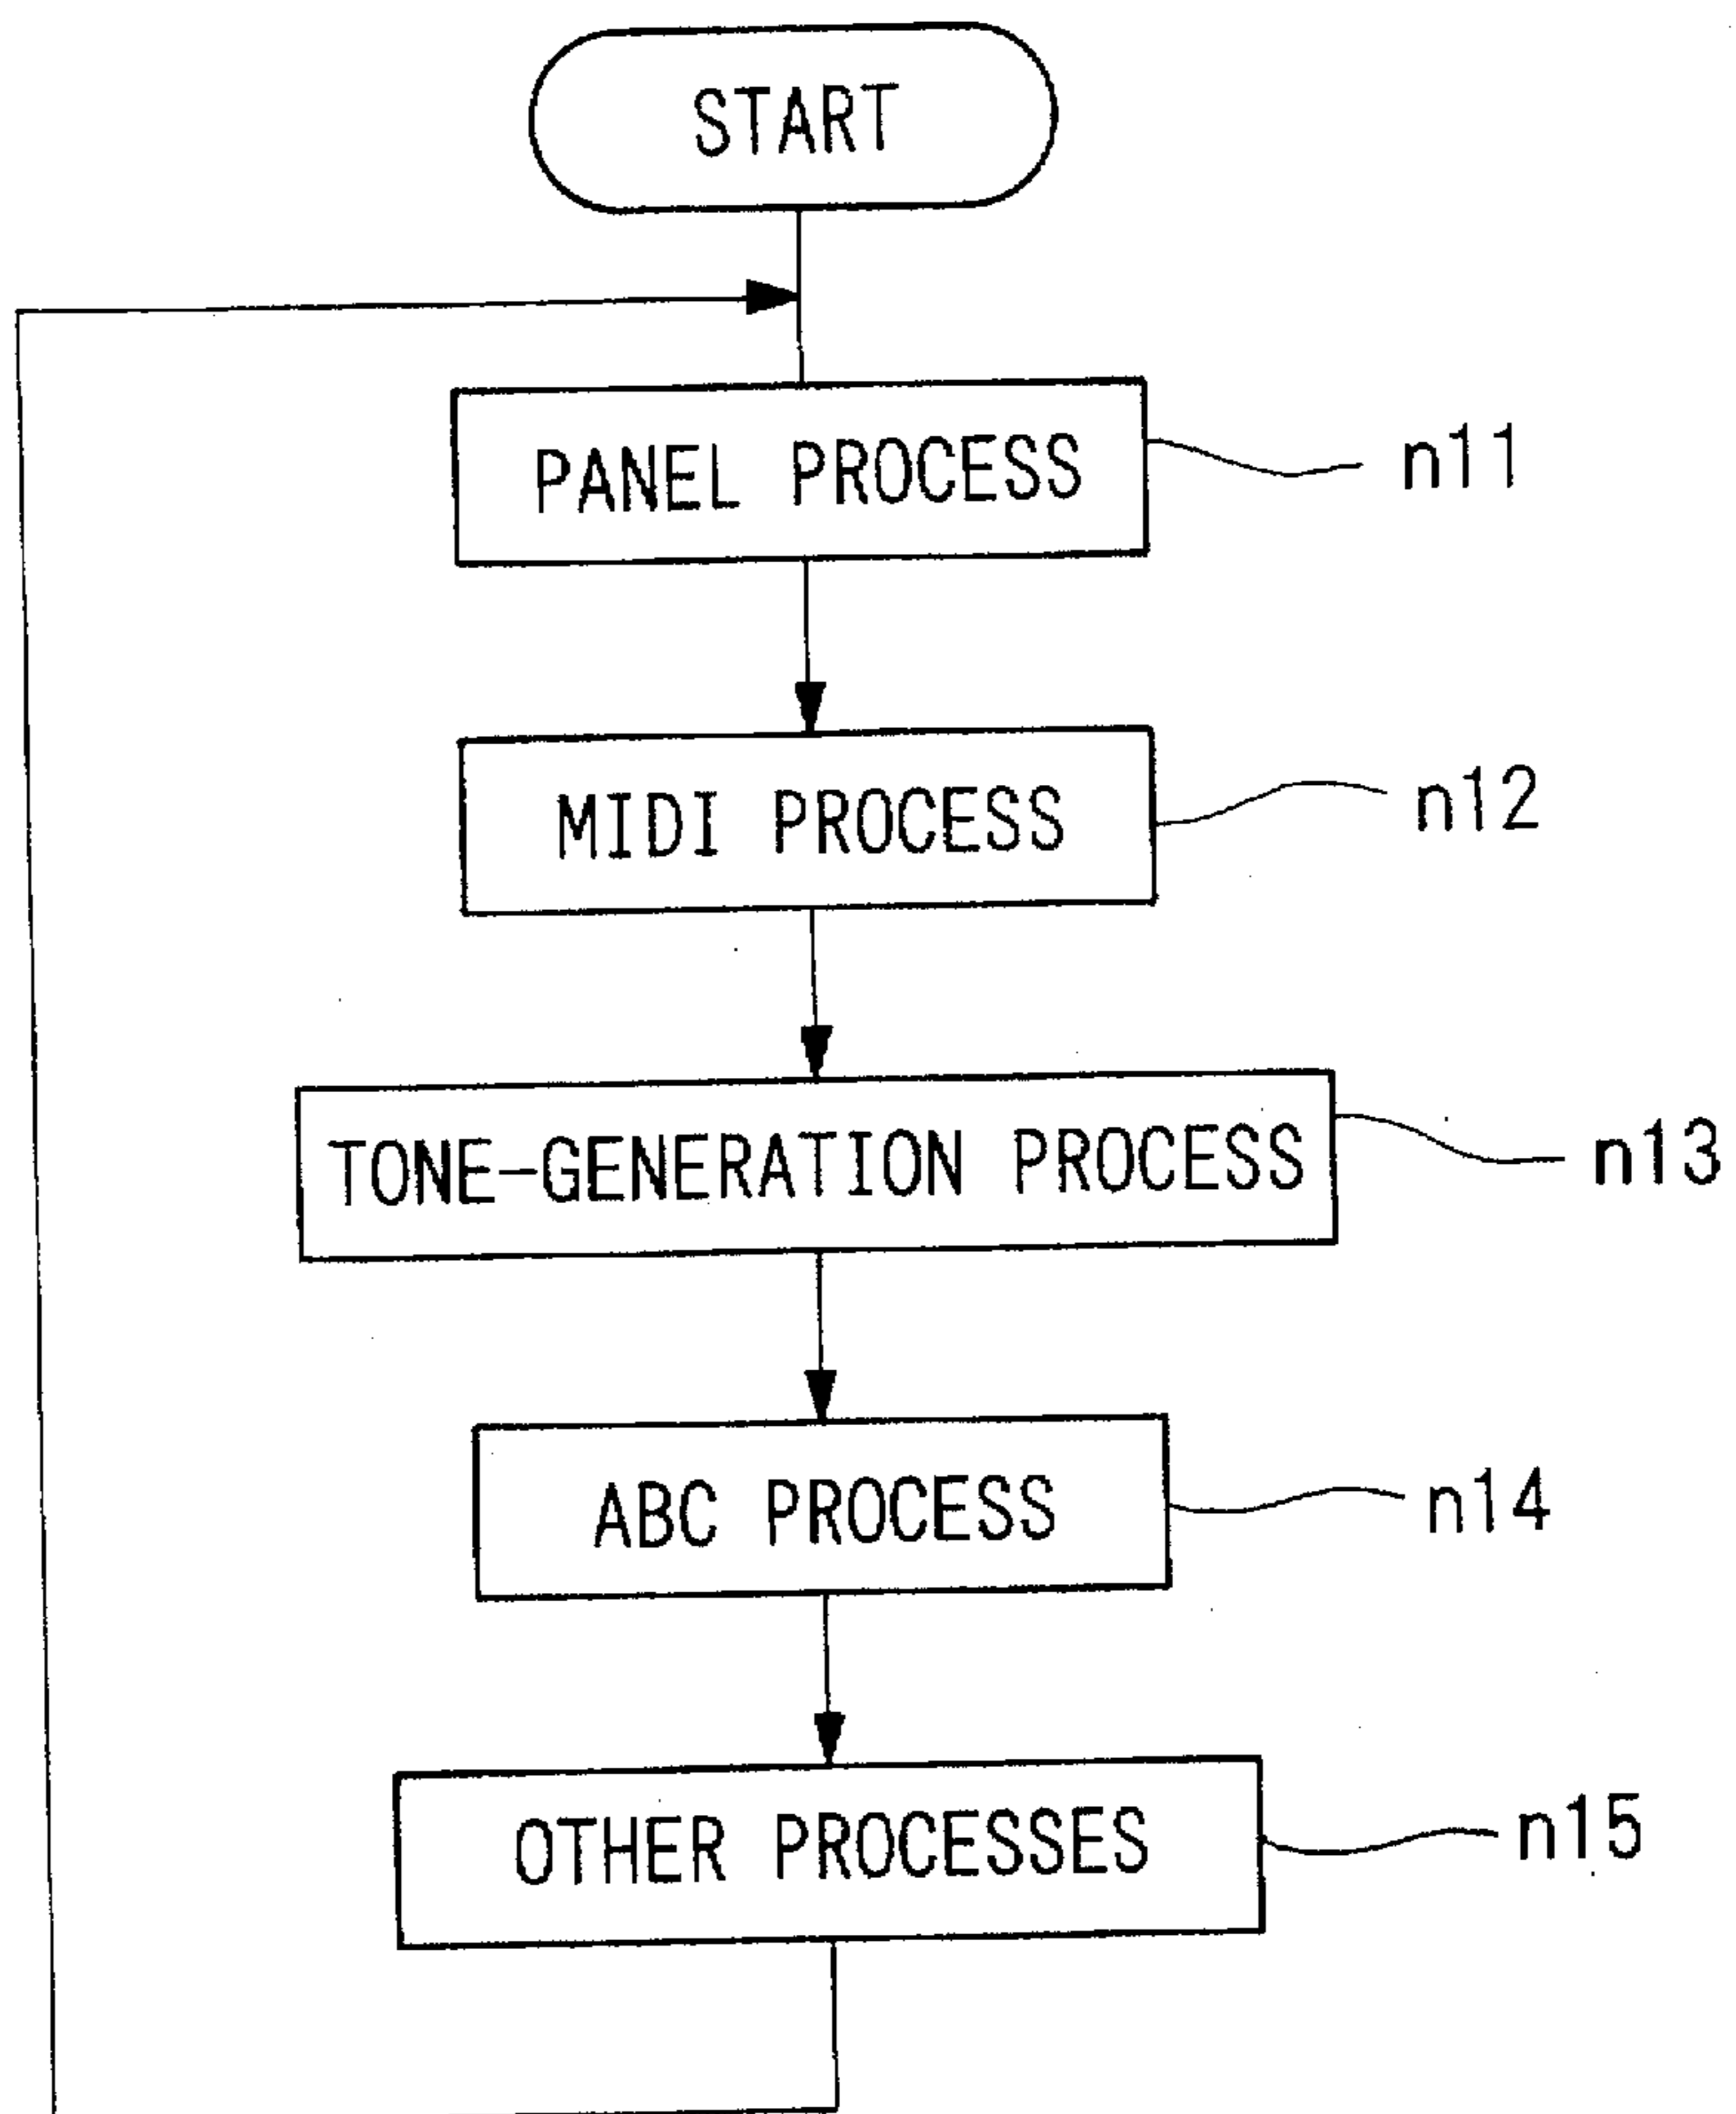 START
PANEL PROCESS n11
MIDI PROCESS n12
TONE-GENERATION PROCESS n13
ABC PROCESS n14
OTHER PROCESSES n15